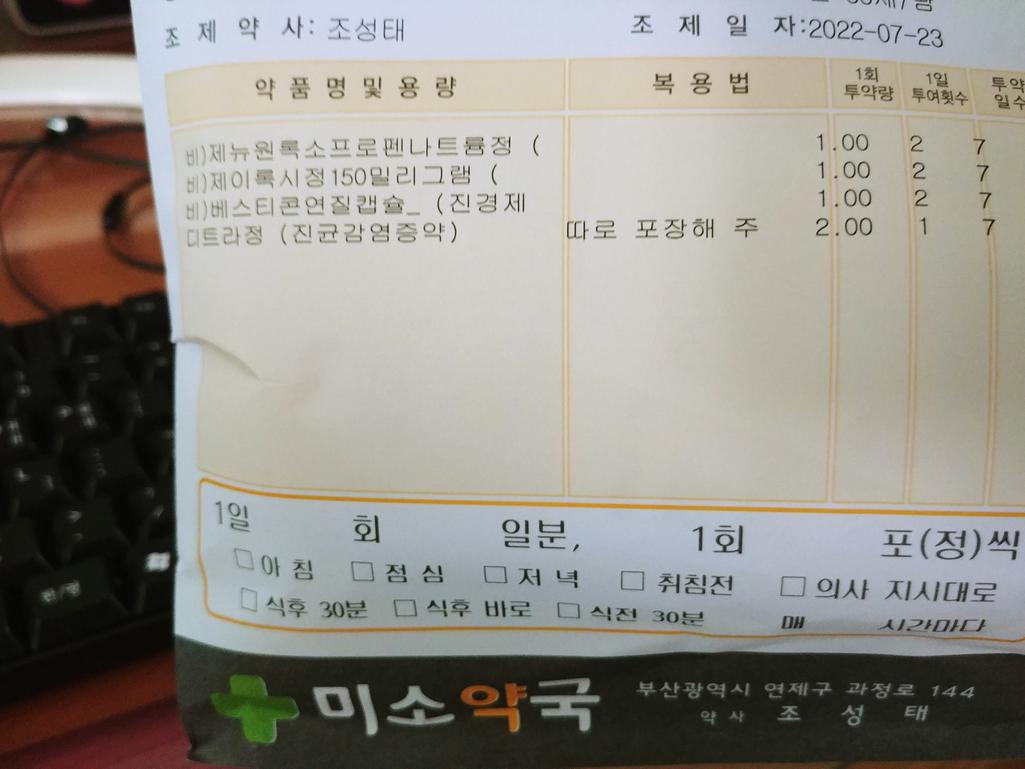 조 제 약 사: 조성태
조 제 일 자:2022-07-23
약 품 명 및 용 량
복 용 법
1회 투약량
1일 투여횟수
투약 일수
비)제뉴원록소프로펜나트륨정 ( 1.00 2 7
비)제이록시정150밀리그램 ( 1.00 2 7
비)베스티콘연질캡슐_ (진경제 1.00 2 7
디트라정 (진균감염증약) 따로 포장해 주 2.00 1 7
1일 회 일분, 1회 포(정)씩
□아 침 □ 점 심 □ 저 녁 □ 취침전 □ 의사 지시대로
□식후 30분 □ 식후 바로 □ 식전 30분 매 시간마다
미소약국
부산광역시 연제구 과정로 144
약 사 조 성 태